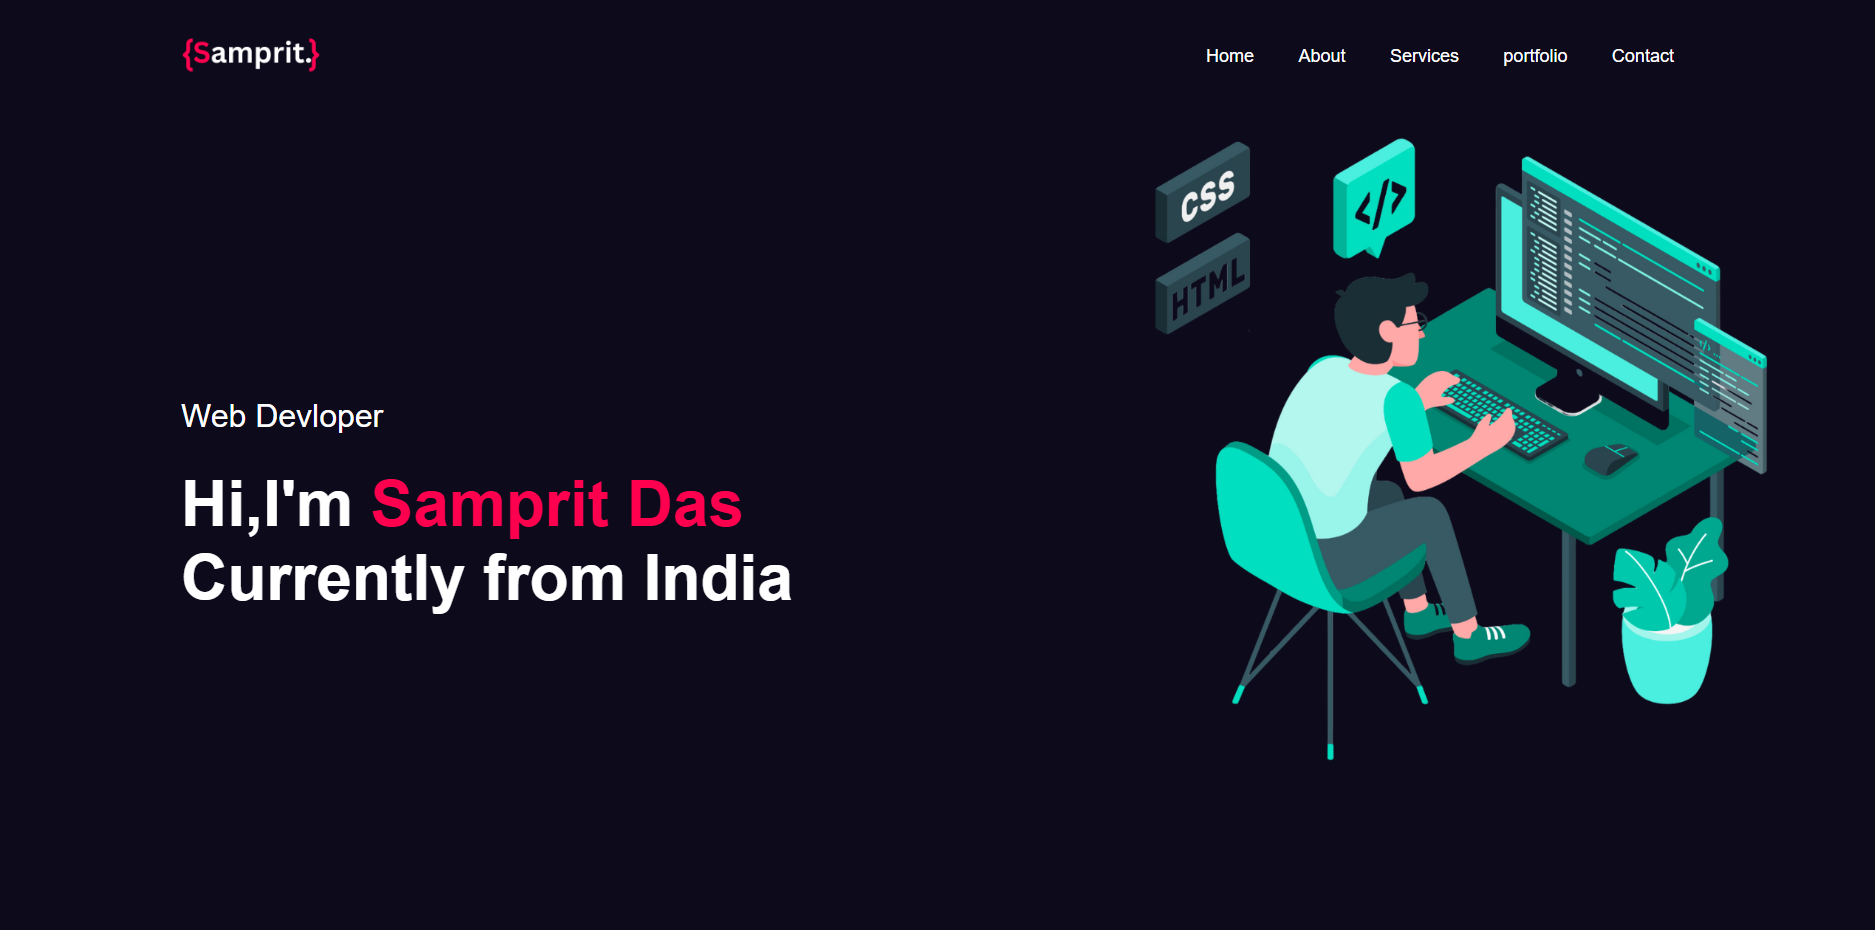 {Samprit.}
Home About Services portfolio Contact
CSS
</>
HTML
Web Devloper
Hi,I'm Samprit Das
Currently from India